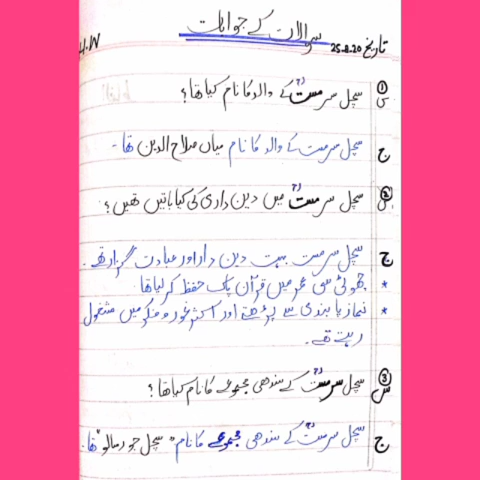 H.W
سوالات کے جوابات
تاریخ 25.8.20
س ① سچل سرمستؒ کے والد کا نام کیا تھا؟
ج سچل سرمست کے والد کا نام میاں صلاح الدین تھا۔
س ② سچل سرمستؒ میں دین داری کی کیا باتیں تھیں؟
ج سچل سرمست بہت دین دار اور عبادت گزار تھے۔
* چھوٹی سی عمر میں قرآن پاک حفظ کر لیا تھا
* نماز پابندی سے پڑھتے اور اکثر غور و فکر میں مشغول
رہتے تھے۔
س ③ سچل سرمستؒ کے سندھی مجموعے کا نام کیا تھا؟
ج سچل سرمستؒ کے سندھی مجموعے کا نام "سچل جو رسالو" تھا۔